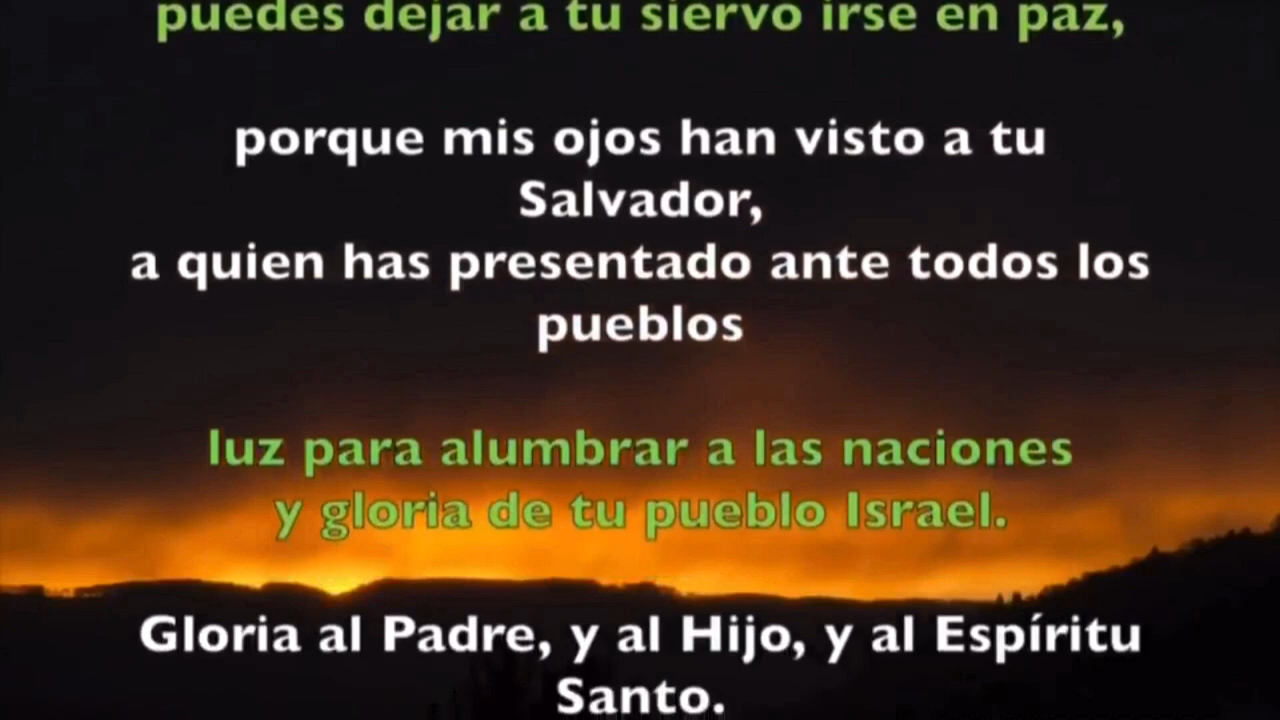 puedes dejar a tu siervo irse en paz,
porque mis ojos han visto a tu
Salvador,
a quien has presentado ante todos los
pueblos
luz para alumbrar a las naciones
y gloria de tu pueblo Israel.
Gloria al Padre, y al Hijo, y al Espíritu
Santo.